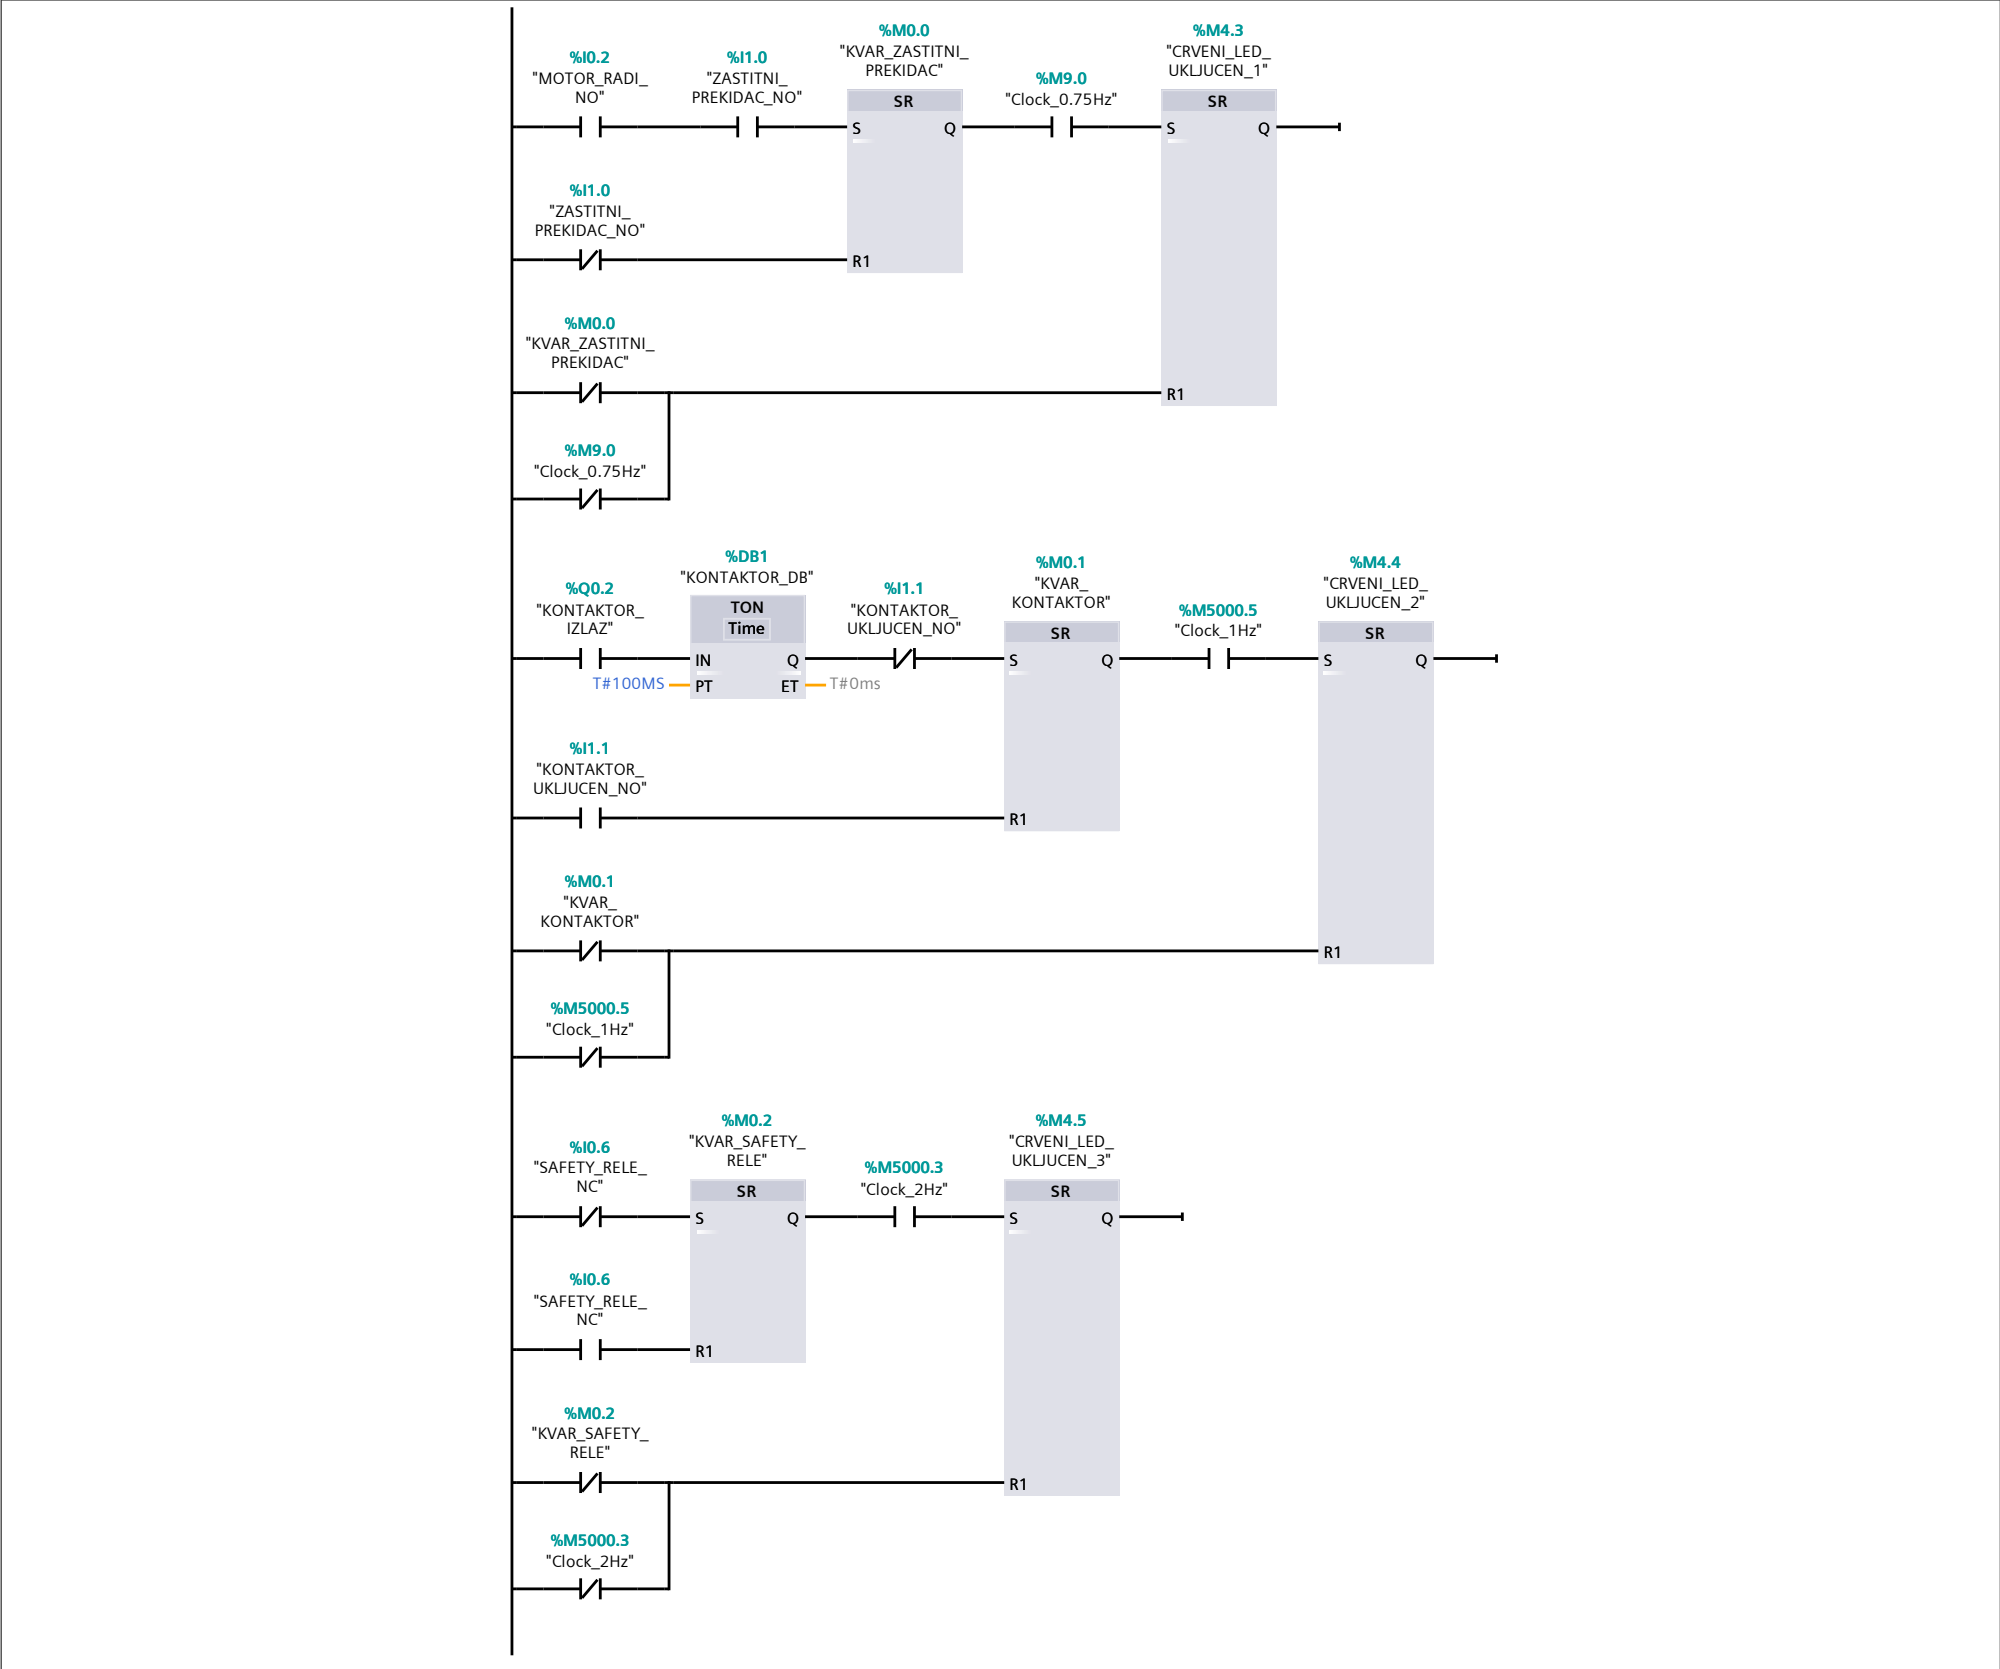 %M0.0
"KVAR_ZASTITNI_
PREKIDAC"
%M4.3
"CRVENI_LED_
UKLJUCEN_1"
%I0.2
"MOTOR_RADI_
NO"
%I1.0
"ZASTITNI_
PREKIDAC_NO"
%M9.0
"Clock_0.75Hz"
SR
SR
S
Q
S
Q
%I1.0
"ZASTITNI_
PREKIDAC_NO"
R1
%M0.0
"KVAR_ZASTITNI_
PREKIDAC"
R1
%M9.0
"Clock_0.75Hz"
%DB1
"KONTAKTOR_DB"
%M0.1
"KVAR_
KONTAKTOR"
%M4.4
"CRVENI_LED_
UKLJUCEN_2"
%Q0.2
"KONTAKTOR_
IZLAZ"
%I1.1
"KONTAKTOR_
UKLJUCEN_NO"
%M5000.5
"Clock_1Hz"
TON
Time
SR
SR
IN
Q
S
Q
S
Q
T#100MS
PT
ET
T#0ms
%I1.1
"KONTAKTOR_
UKLJUCEN_NO"
R1
%M0.1
"KVAR_
KONTAKTOR"
R1
%M5000.5
"Clock_1Hz"
%M0.2
"KVAR_SAFETY_
RELE"
%M4.5
"CRVENI_LED_
UKLJUCEN_3"
%I0.6
"SAFETY_RELE_
NC"
%M5000.3
"Clock_2Hz"
SR
SR
S
Q
S
Q
%I0.6
"SAFETY_RELE_
NC"
R1
%M0.2
"KVAR_SAFETY_
RELE"
R1
%M5000.3
"Clock_2Hz"